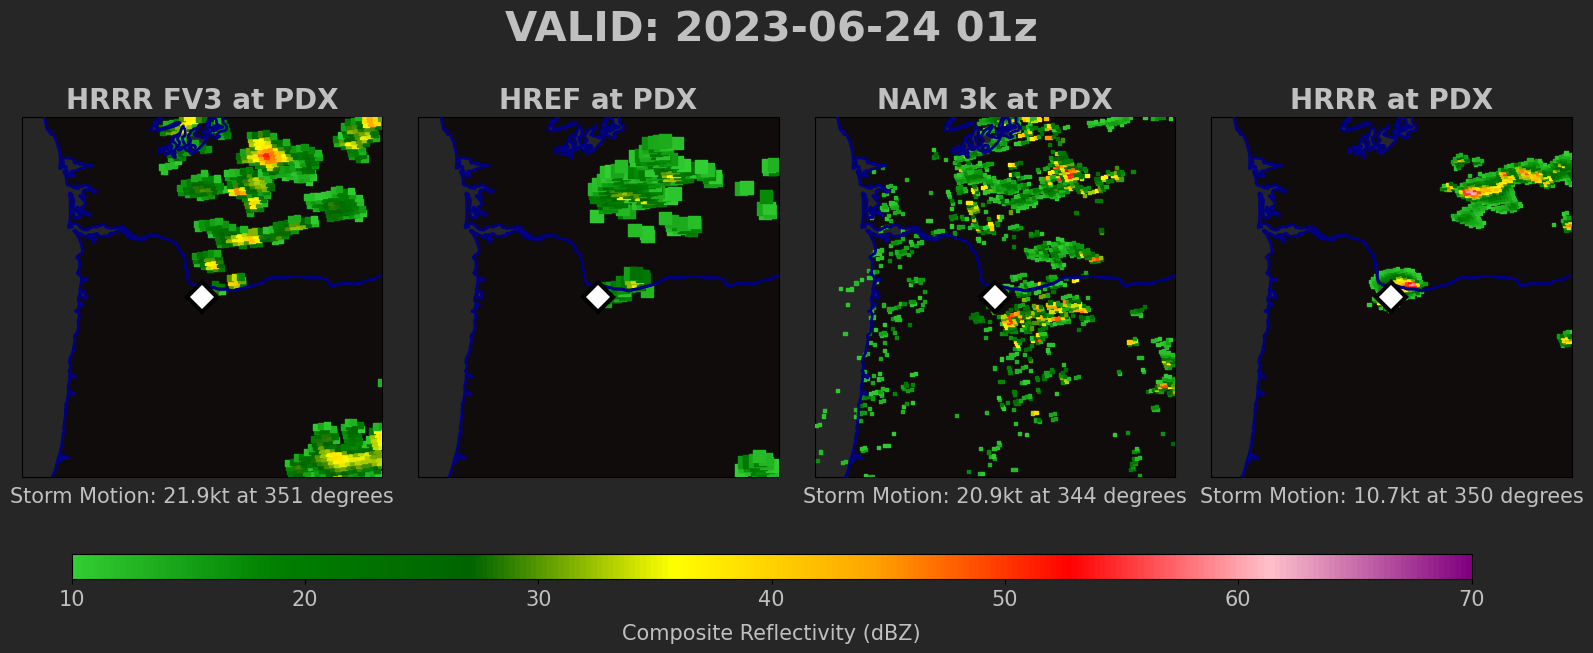 VALID: 2023-06-24 01z
HRRR FV3 at PDX
HREF at PDX
NAM 3k at PDX
HRRR at PDX
Storm Motion: 21.9kt at 351 degrees
Storm Motion: 20.9kt at 344 degrees
Storm Motion: 10.7kt at 350 degrees
10 20 30 40 50 60 70
Composite Reflectivity (dBZ)